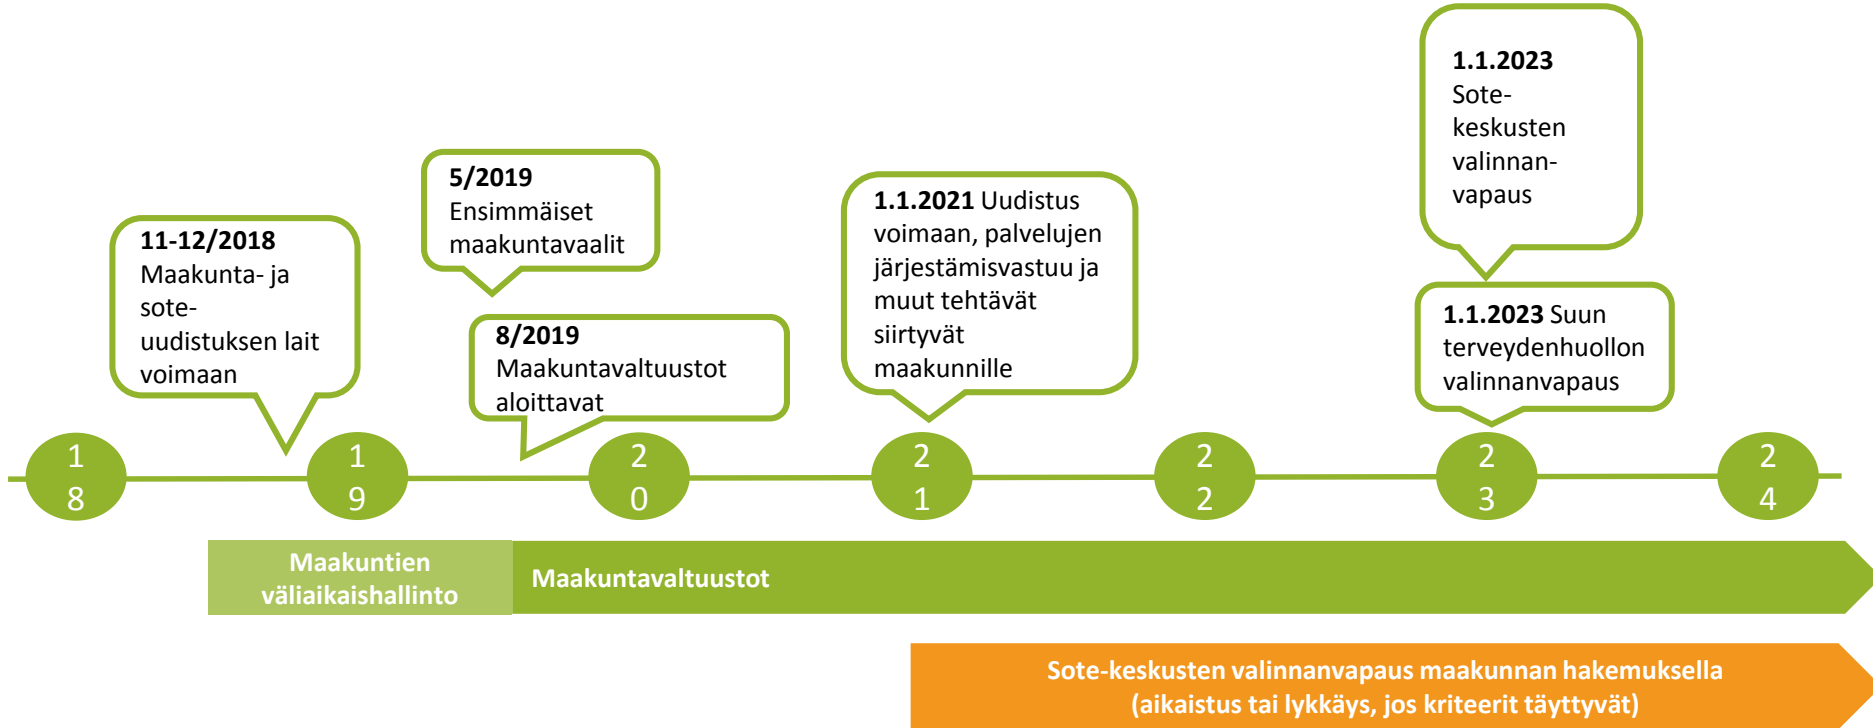 11-12/2018
Maakunta- ja
sote-
uudistuksen lait
voimaan
5/2019
Ensimmäiset
maakuntavaalit
8/2019
Maakuntavaltuustot
aloittavat
1.1.2021 Uudistus
voimaan, palvelujen
järjestämisvastuu ja
muut tehtävät
siirtyvät
maakunnille
1.1.2023
Sote-
keskusten
valinnan-
vapaus
1.1.2023 Suun
terveydenhuollon
valinnanvapaus
1
8
1
9
2
0
2
1
2
2
2
3
2
4
Maakuntien
väliaikaishallinto
Maakuntavaltuustot
Sote-keskusten valinnanvapaus maakunnan hakemuksella
(aikaistus tai lykkäys, jos kriteerit täyttyvät)